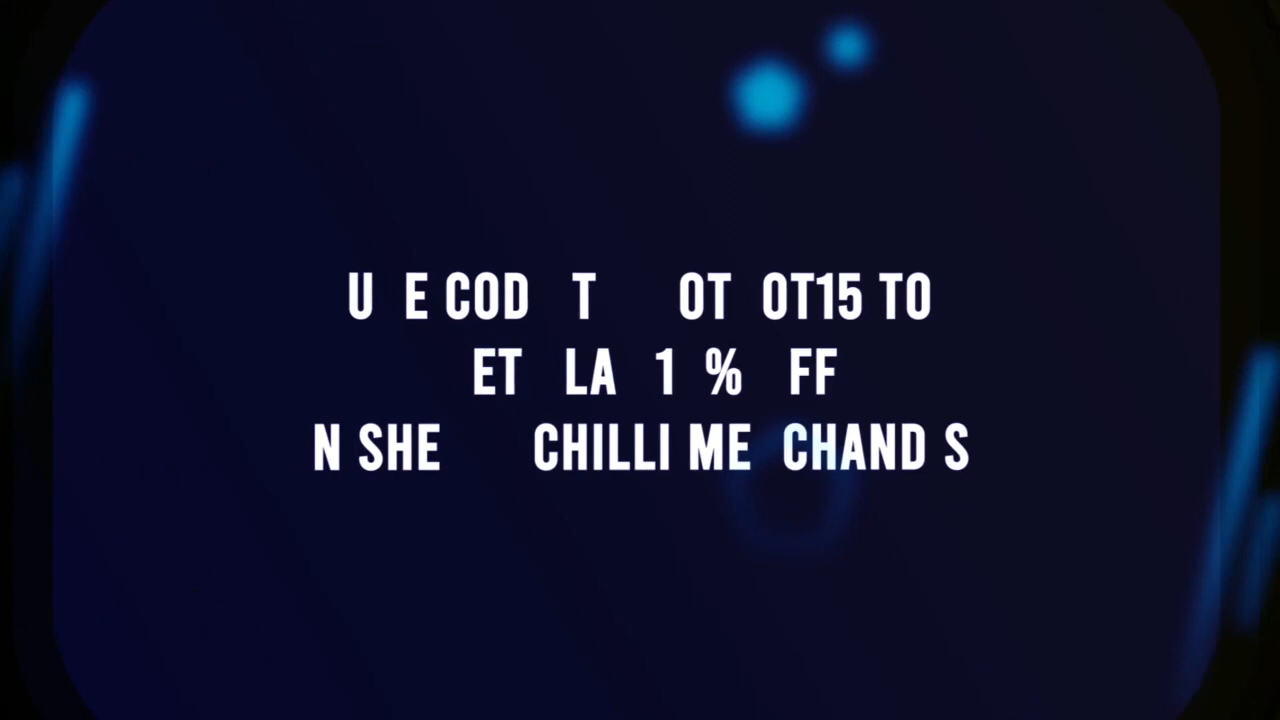 U E COD T OT OT15 TO
ET LA 1 % FF
N SHE CHILLI ME CHAND S